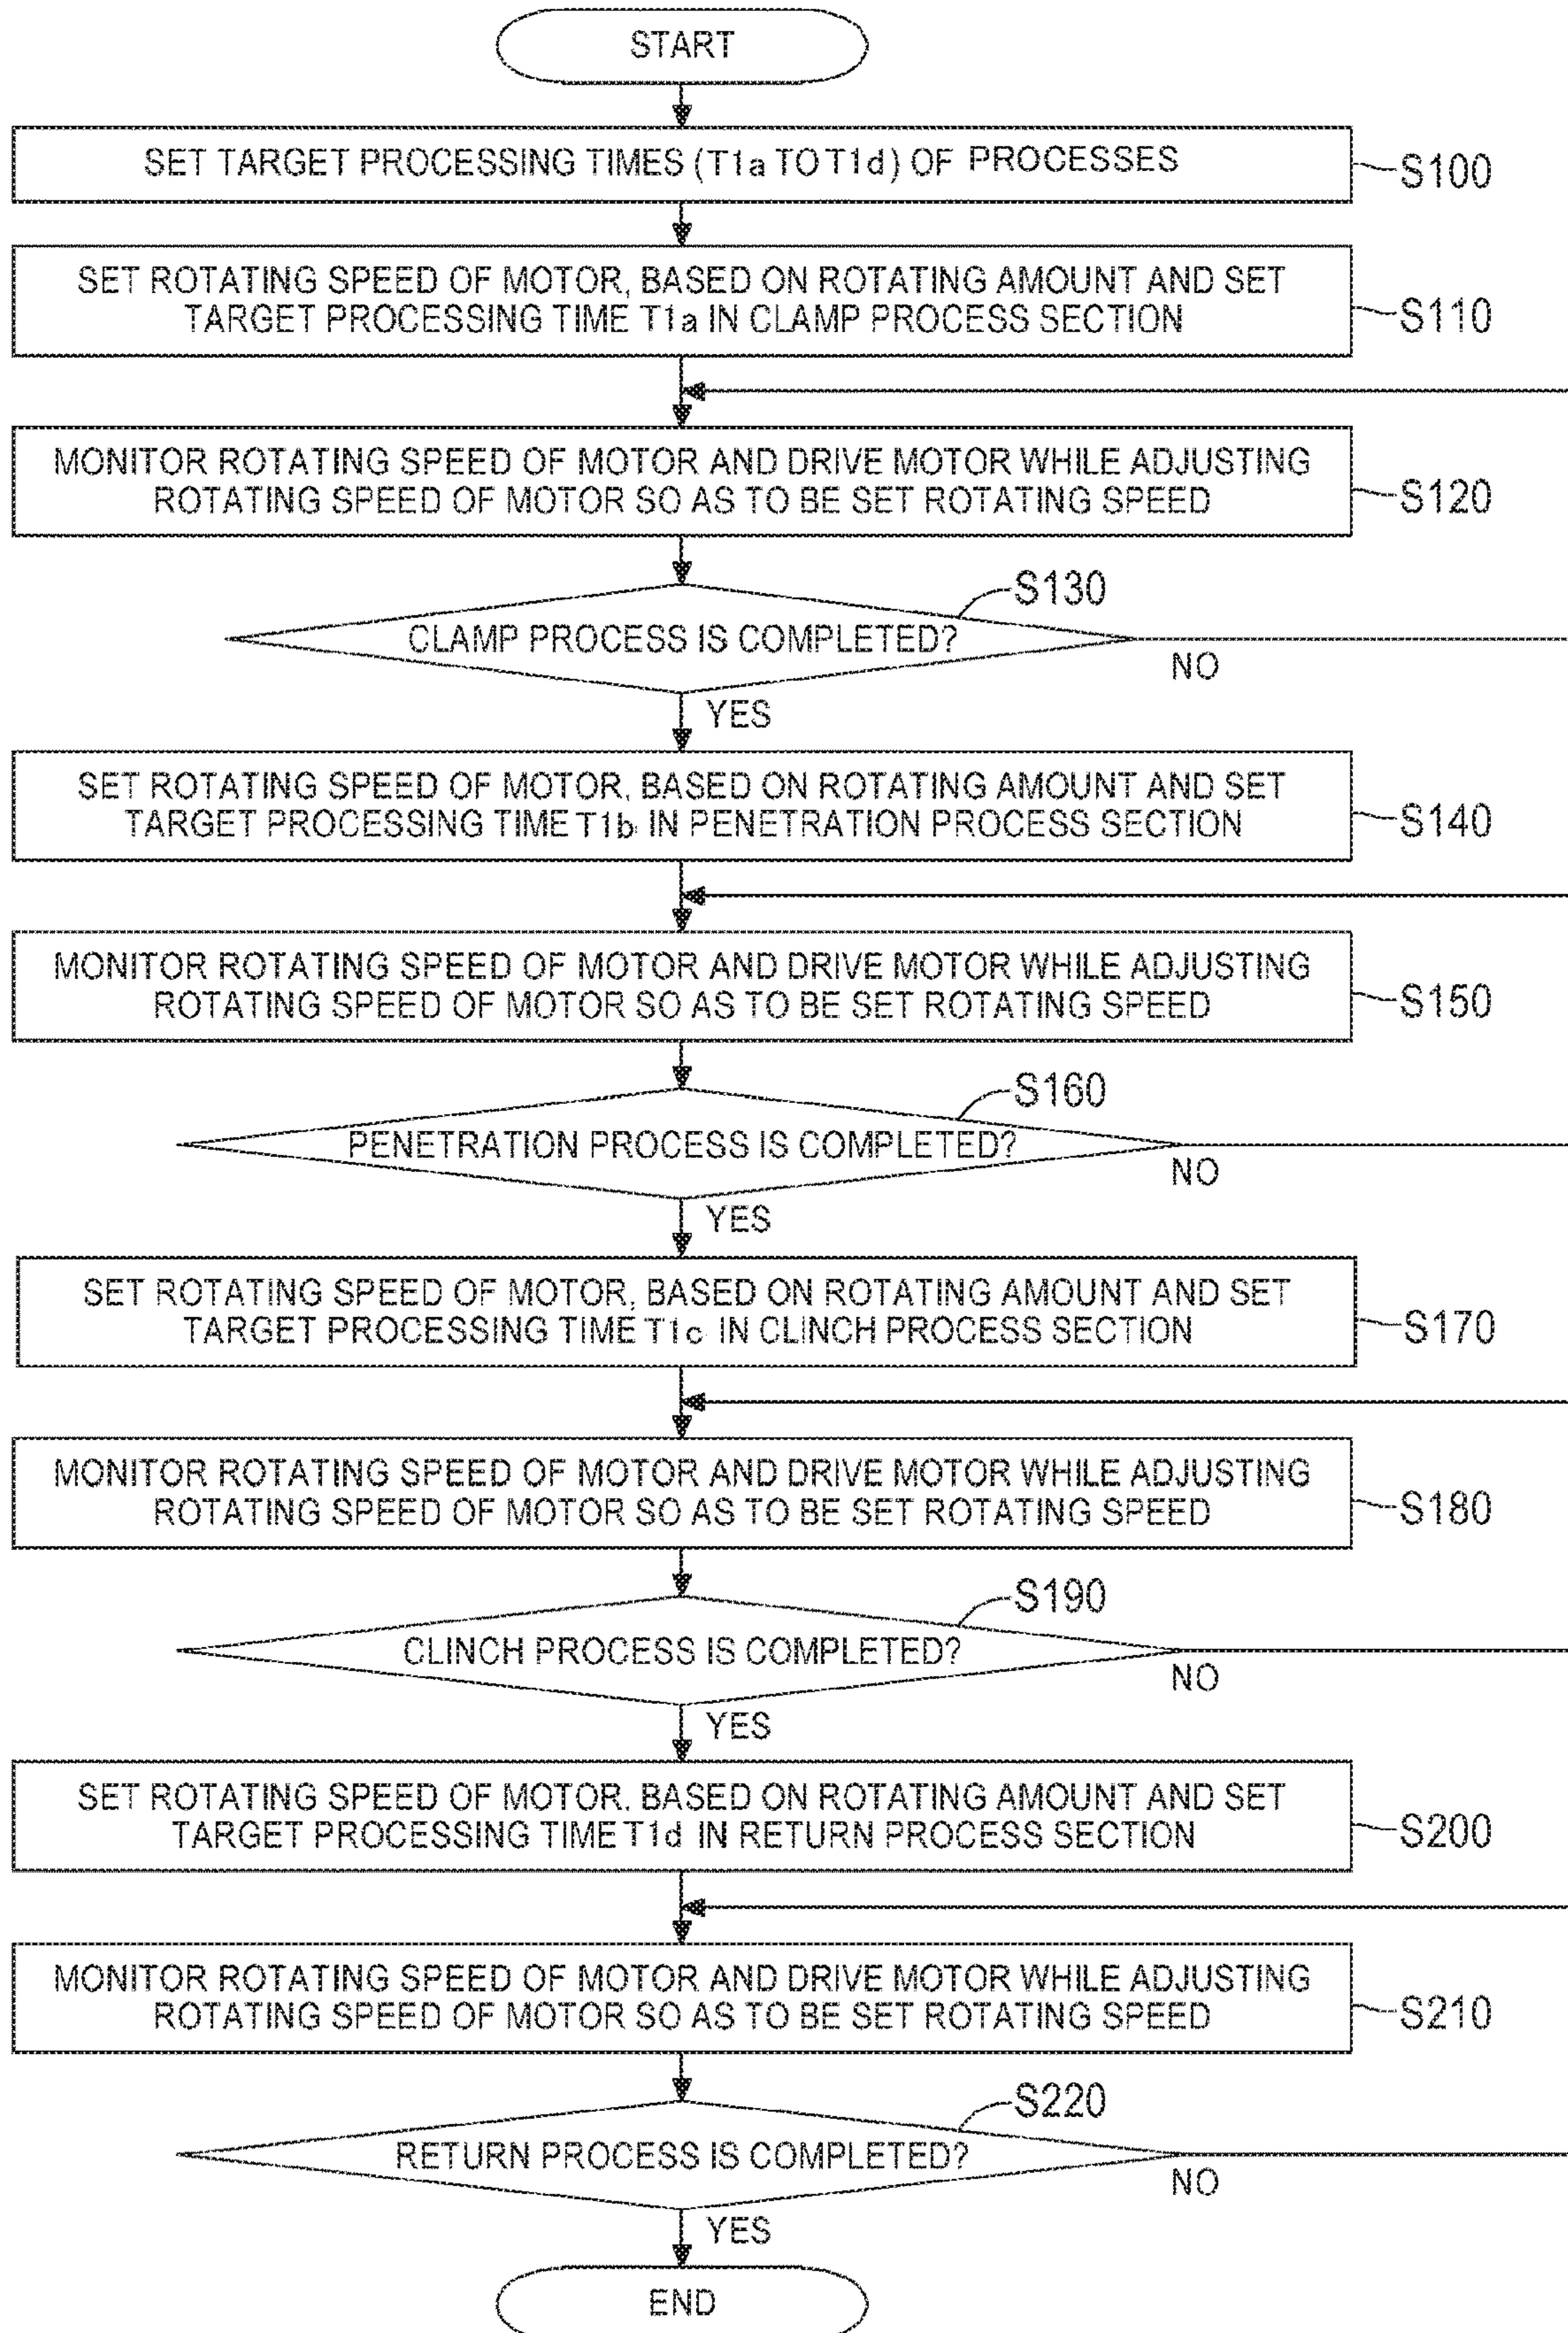 START
SET TARGET PROCESSING TIMES (T1a TO T1d) OF PROCESSES
S100
SET ROTATING SPEED OF MOTOR, BASED ON ROTATING AMOUNT AND SET
TARGET PROCESSING TIME T1a IN CLAMP PROCESS SECTION
S110
MONITOR ROTATING SPEED OF MOTOR AND DRIVE MOTOR WHILE ADJUSTING
ROTATING SPEED OF MOTOR SO AS TO BE SET ROTATING SPEED
S120
S130
CLAMP PROCESS IS COMPLETED?
NO
YES
SET ROTATING SPEED OF MOTOR, BASED ON ROTATING AMOUNT AND SET
TARGET PROCESSING TIME T1b IN PENETRATION PROCESS SECTION
S140
MONITOR ROTATING SPEED OF MOTOR AND DRIVE MOTOR WHILE ADJUSTING
ROTATING SPEED OF MOTOR SO AS TO BE SET ROTATING SPEED
S150
S160
PENETRATION PROCESS IS COMPLETED?
NO
YES
SET ROTATING SPEED OF MOTOR, BASED ON ROTATING AMOUNT AND SET
TARGET PROCESSING TIME T1c IN CLINCH PROCESS SECTION
S170
MONITOR ROTATING SPEED OF MOTOR AND DRIVE MOTOR WHILE ADJUSTING
ROTATING SPEED OF MOTOR SO AS TO BE SET ROTATING SPEED
S180
S190
CLINCH PROCESS IS COMPLETED?
NO
YES
SET ROTATING SPEED OF MOTOR, BASED ON ROTATING AMOUNT AND SET
TARGET PROCESSING TIME T1d IN RETURN PROCESS SECTION
S200
MONITOR ROTATING SPEED OF MOTOR AND DRIVE MOTOR WHILE ADJUSTING
ROTATING SPEED OF MOTOR SO AS TO BE SET ROTATING SPEED
S210
S220
RETURN PROCESS IS COMPLETED?
NO
YES
END